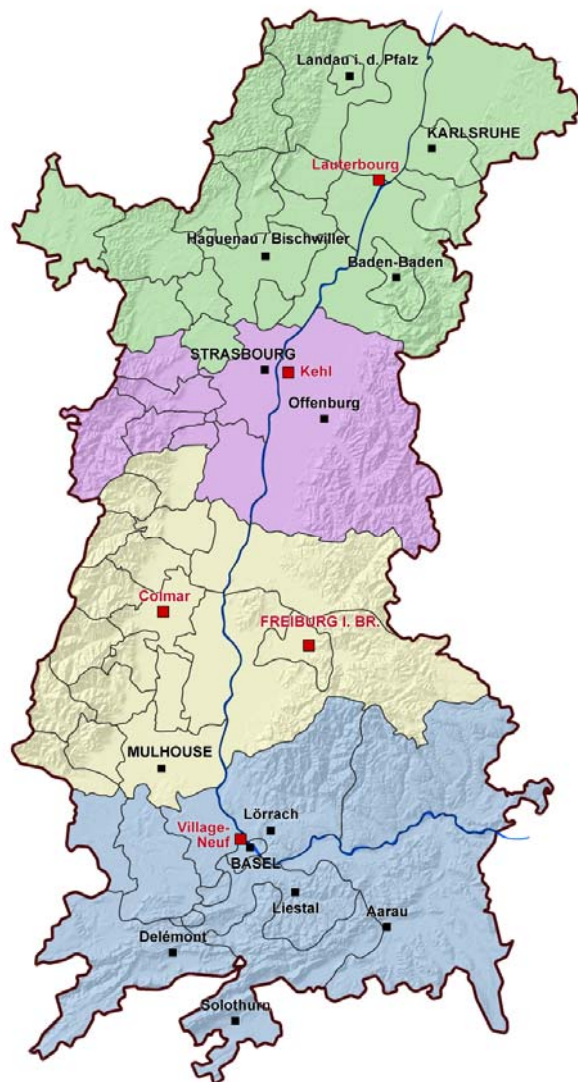 Landau i. d. Pfalz
KARLSRUHE
Lauterbourg
Haguenau / Bischwiller
Baden-Baden
STRASBOURG
Kehl
Offenburg
Colmar
FREIBURG I. BR.
MULHOUSE
Lörrach
Village-
Neuf
BASEL
Liestal
Aarau
Delémont
Solothurn